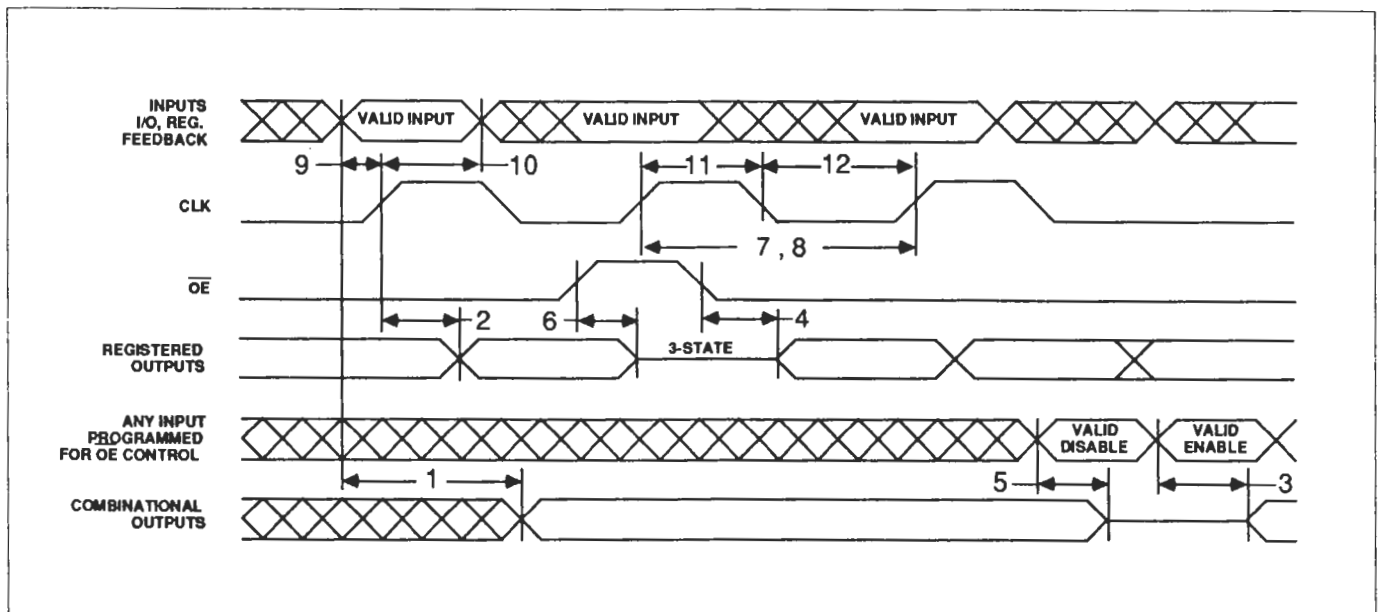 INPUTS
I/O, REG.
FEEDBACK
VALID INPUT
VALID INPUT
VALID INPUT
9
10
11
12
CLK
7 , 8
OE
2
6
4
REGISTERED
OUTPUTS
3-STATE
ANY INPUT
PROGRAMMED
FOR OE CONTROL
VALID
DISABLE
VALID
ENABLE
1
5
3
COMBINATIONAL
OUTPUTS